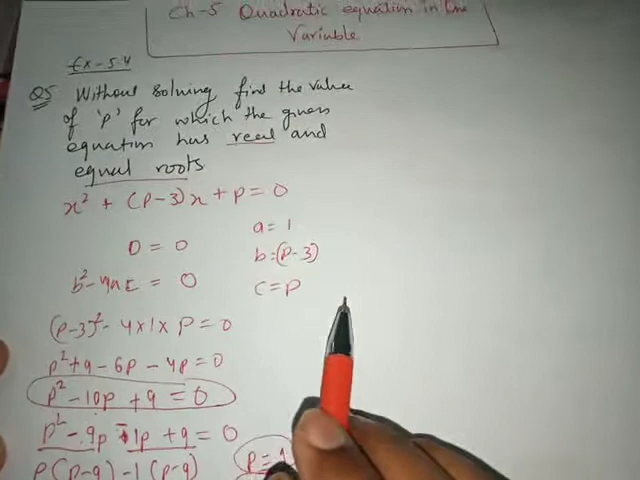 Ch-5 Quadratic equation in One
Variable
Ex-5.4
Q5 Without solving find the value
of 'p' for which the given
equation has real and
equal roots
x² + (P-3)x + p = 0
D = 0
a = 1
b = (P-3)
b² - 4ac = 0
c = p
(P-3)² - 4x1x P = 0
p² + 9 - 6p - 4p = 0
p² - 10p + 9 = 0
p² - 9p - 1p + 9 = 0
P(P-9) -1(P-9)